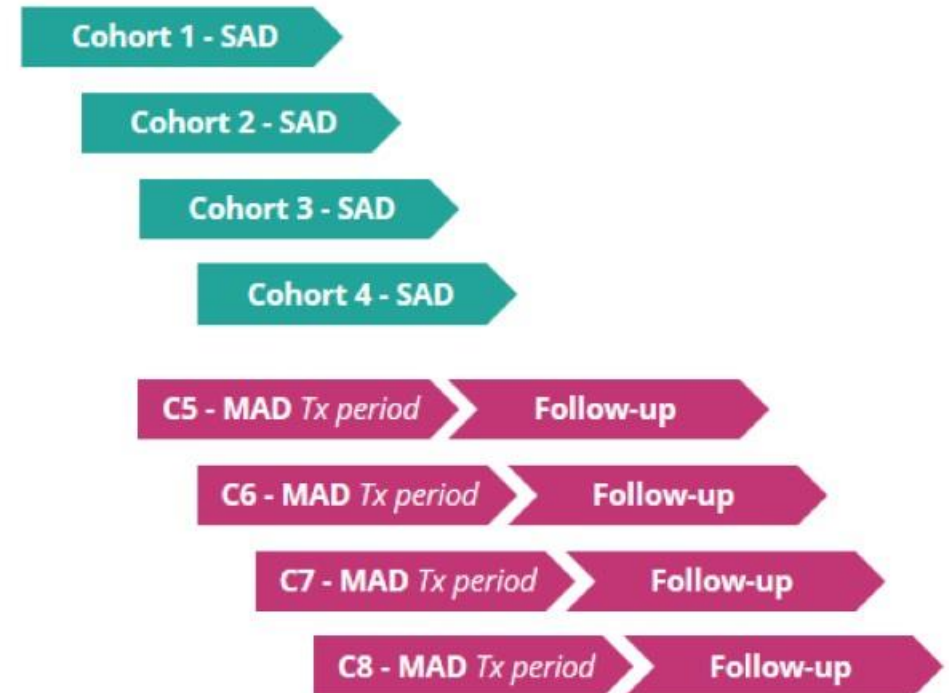 Cohort 1 - SAD
Cohort 2 - SAD
Cohort 3 - SAD
Cohort 4 - SAD
C5 - MAD Tx period Follow-up
C6 - MAD Tx period Follow-up
C7 - MAD Tx period Follow-up
C8 - MAD Tx period Follow-up